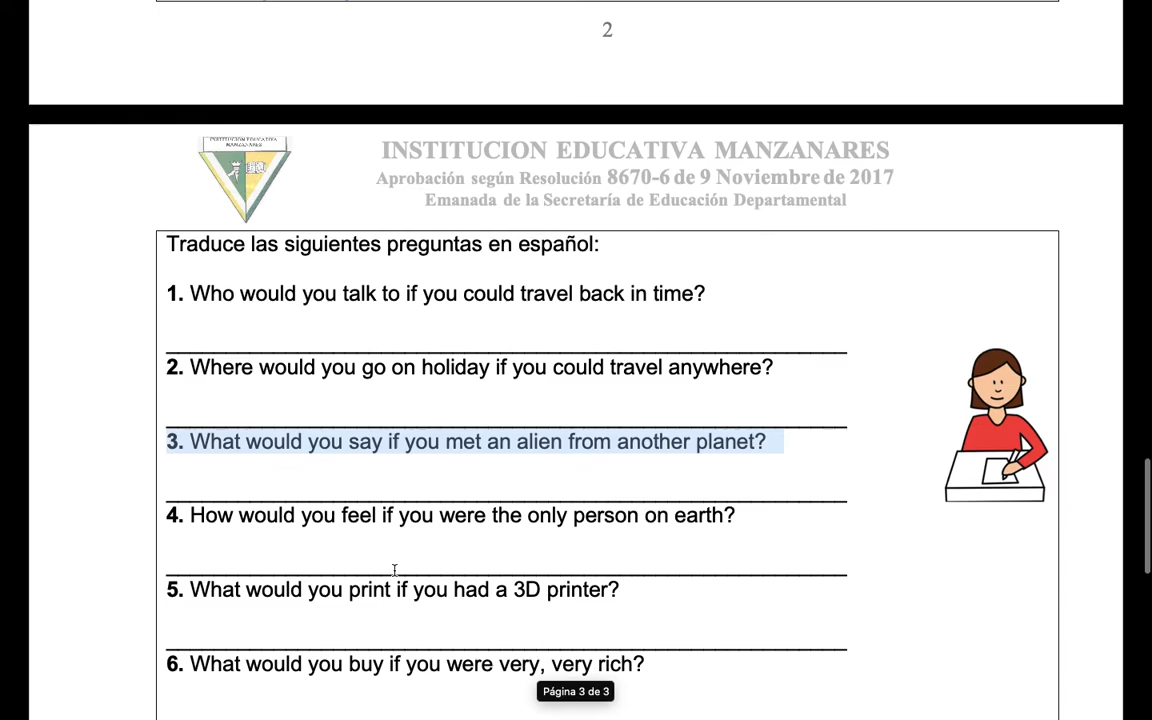 2
INSTITUCION EDUCATIVA
MANZANARES
INSTITUCION EDUCATIVA MANZANARES
Aprobación según Resolución 8670-6 de 9 Noviembre de 2017
Emanada de la Secretaría de Educación Departamental
Traduce las siguientes preguntas en español:
1. Who would you talk to if you could travel back in time?
2. Where would you go on holiday if you could travel anywhere?
3. What would you say if you met an alien from another planet?
4. How would you feel if you were the only person on earth?
5. What would you print if you had a 3D printer?
6. What would you buy if you were very, very rich?
Página 3 de 3